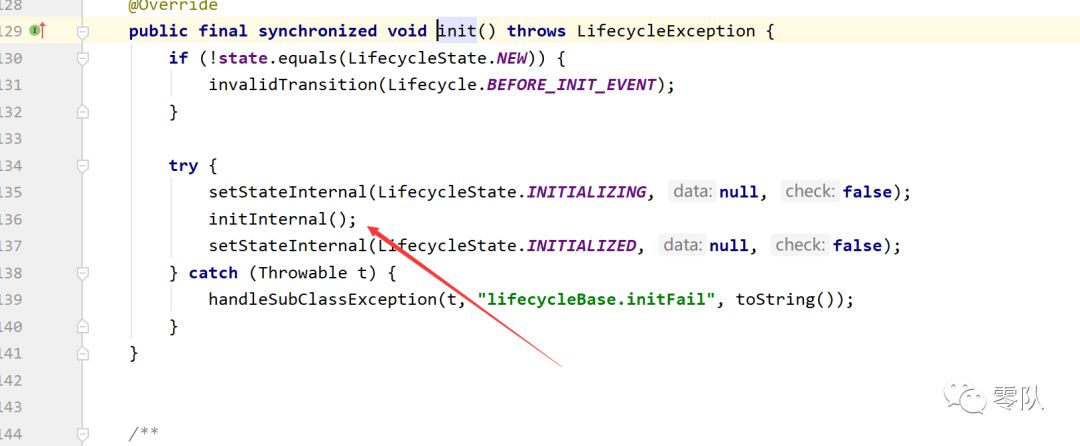 128 @Override
129 public final synchronized void init() throws LifecycleException {
130 if (!state.equals(LifecycleState.NEW)) {
131 invalidTransition(Lifecycle.BEFORE_INIT_EVENT);
132 }
133
134 try {
135 setStateInternal(LifecycleState.INITIALIZING, data: null, check: false);
136 initInternal();
137 setStateInternal(LifecycleState.INITIALIZED, data: null, check: false);
138 } catch (Throwable t) {
139 handleSubClassException(t, "lifecycleBase.initFail", toString());
140 }
141 }
142
143
144 /**
零队